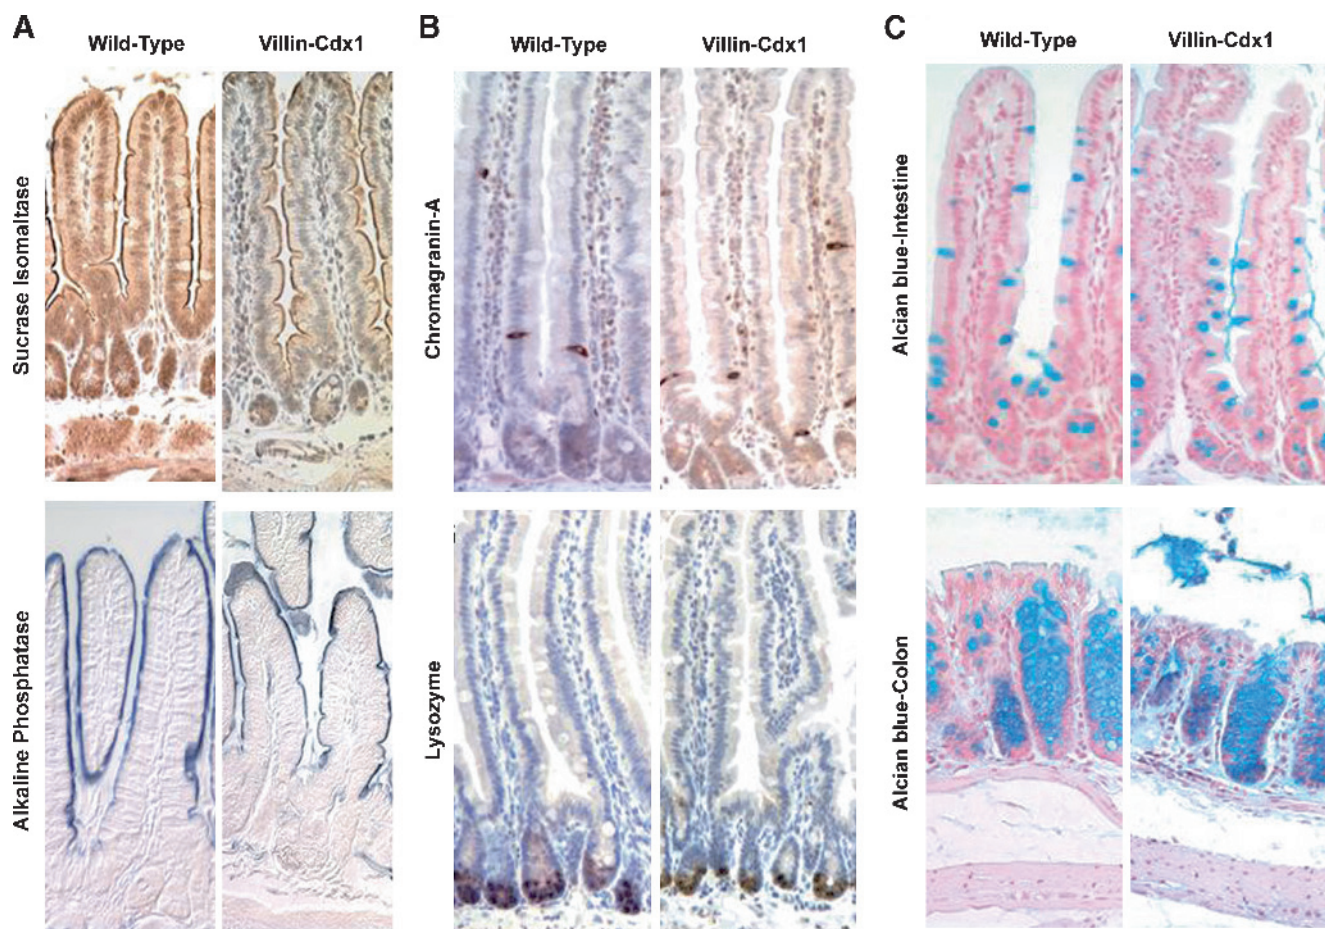 A
Wild-Type
Villin-Cdx1
Sucrase Isomaltase
Alkaline Phosphatase
B
Wild-Type
Villin-Cdx1
Chromagranin-A
Lysozyme
C
Wild-Type
Villin-Cdx1
Alcian blue-Intestine
Alcian blue-Colon